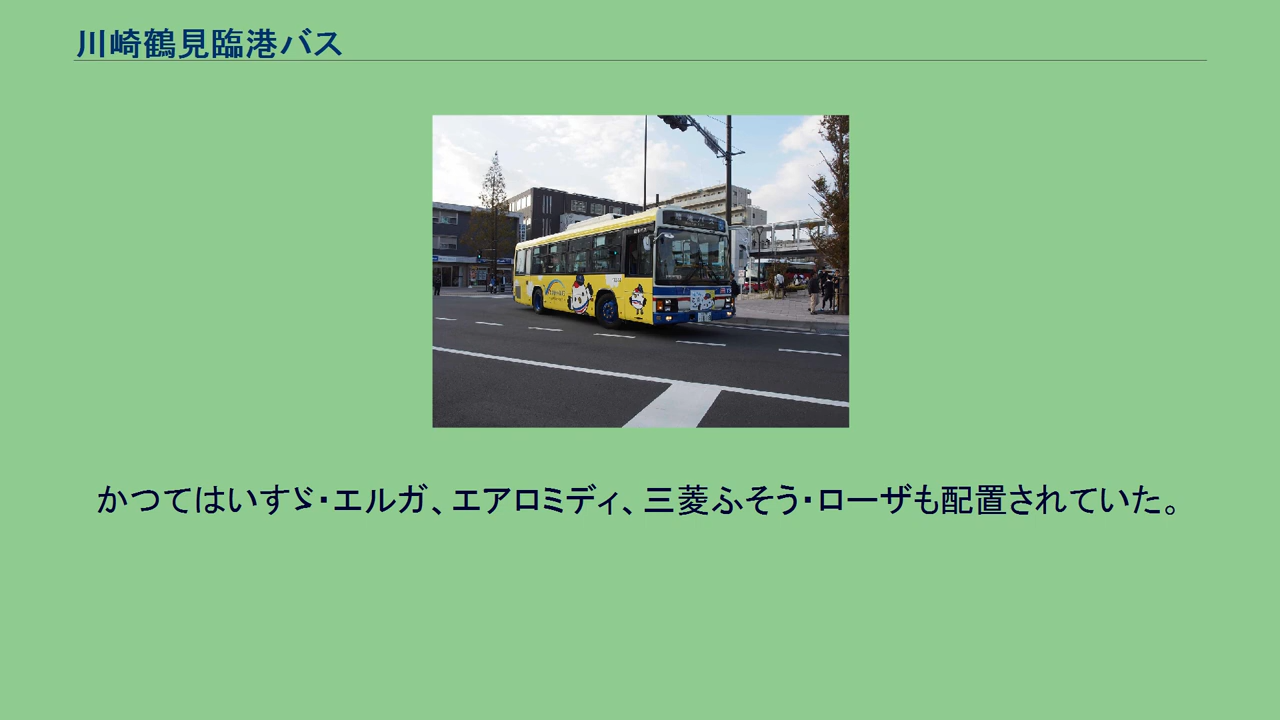 川崎鶴見臨港バス
かつてはいすゞ・エルガ、エアロミディ、三菱ふそう・ローザも配置されていた。